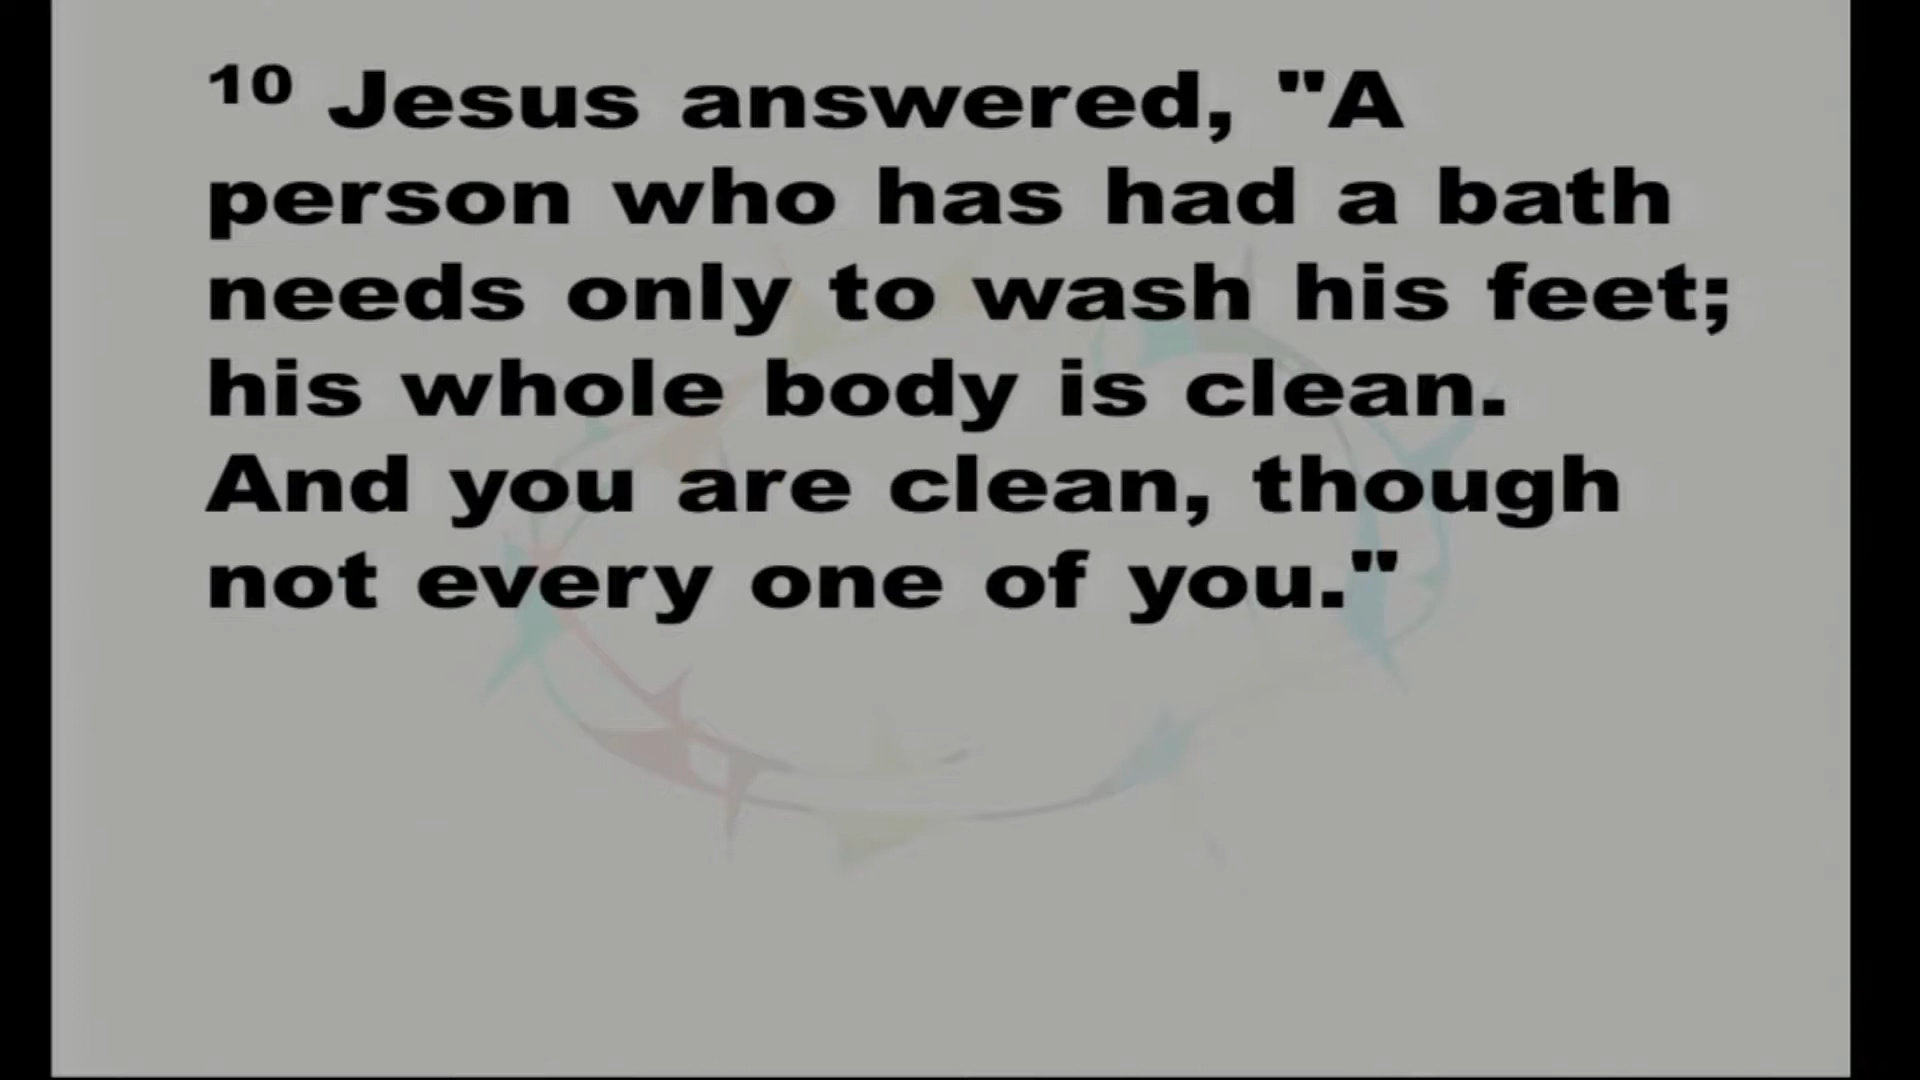 10 Jesus answered, "A
person who has had a bath
needs only to wash his feet;
his whole body is clean.
And you are clean, though
not every one of you."